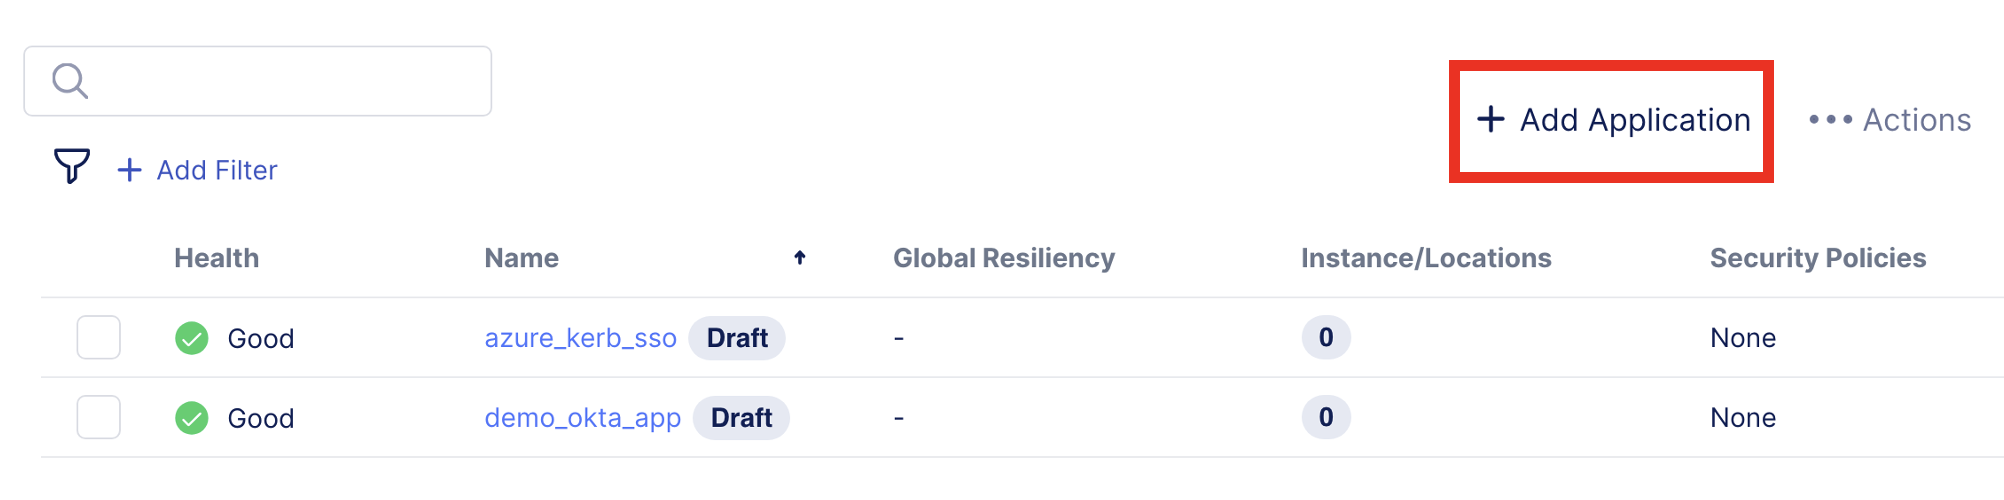 + Add Application ••• Actions
+ Add Filter
Health Name Global Resiliency Instance/Locations Security Policies
Good azure_kerb_sso Draft - 0 None
Good demo_okta_app Draft - 0 None